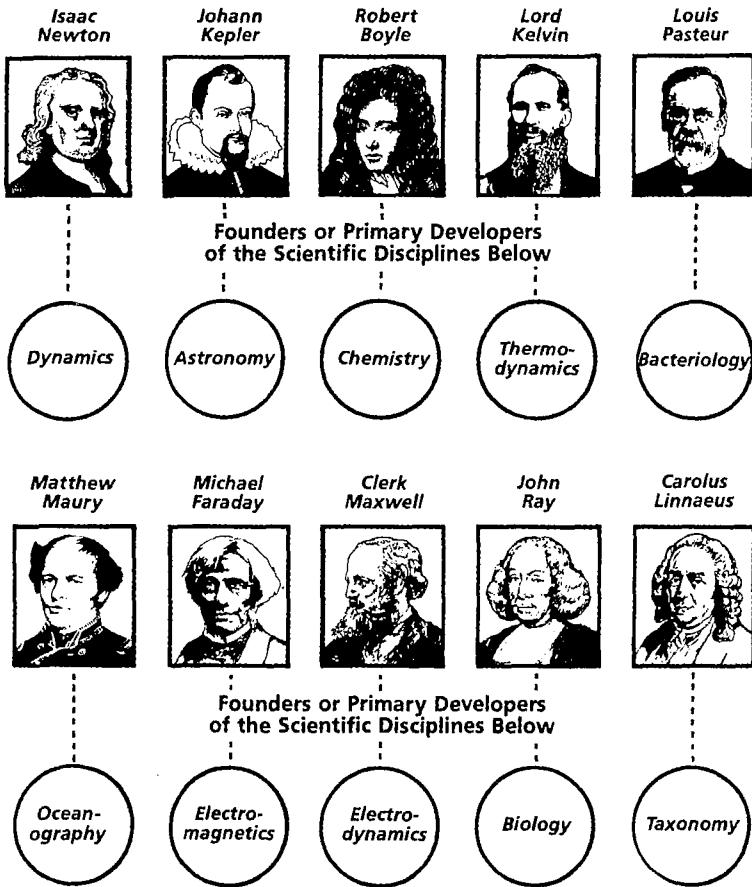 Isaac Newton
Johann Kepler
Robert Boyle
Lord Kelvin
Louis Pasteur
Founders or Primary Developers
of the Scientific Disciplines Below
Dynamics
Astronomy
Chemistry
Thermo-
dynamics
Bacteriology
Matthew Maury
Michael Faraday
Clerk Maxwell
John Ray
Carolus Linnaeus
Founders or Primary Developers
of the Scientific Disciplines Below
Ocean-
ography
Electro-
magnetics
Electro-
dynamics
Biology
Taxonomy